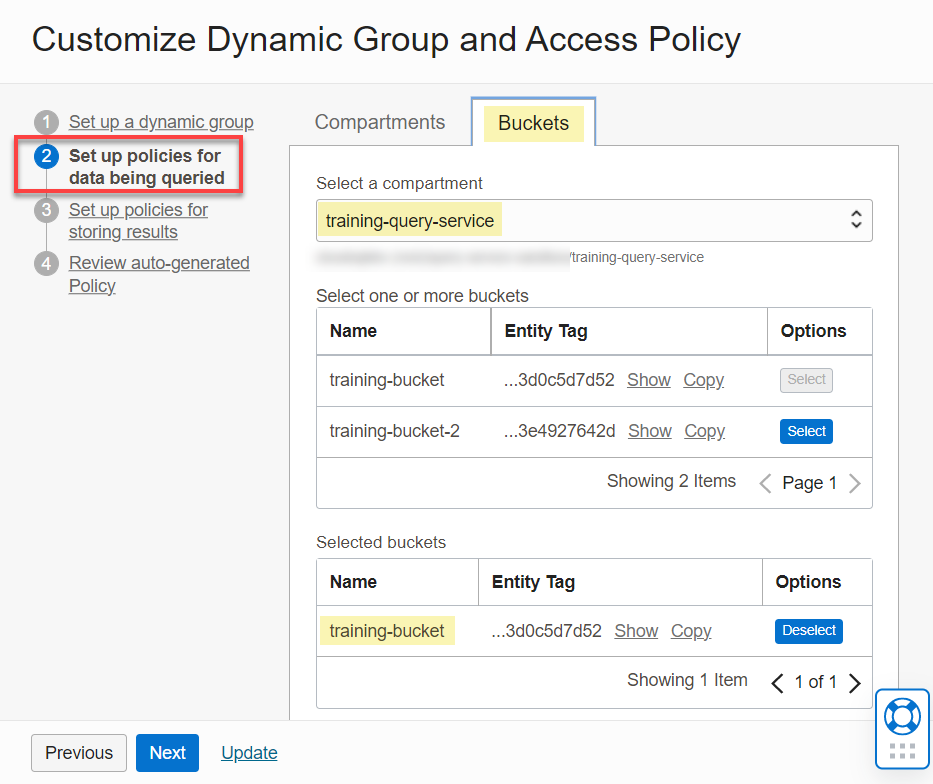 Customize Dynamic Group and Access Policy
1 Set up a dynamic group
2 Set up policies for
data being queried
3 Set up policies for
storing results
4 Review auto-generated
Policy
Compartments Buckets
Select a compartment
training-query-service
/training-query-service
Select one or more buckets
Name Entity Tag Options
training-bucket ...3d0c5d7d52 Show Copy Select
training-bucket-2 ...3e4927642d Show Copy Select
Showing 2 Items Page 1
Selected buckets
Name Entity Tag Options
training-bucket ...3d0c5d7d52 Show Copy Deselect
Showing 1 Item 1 of 1
Previous Next Update